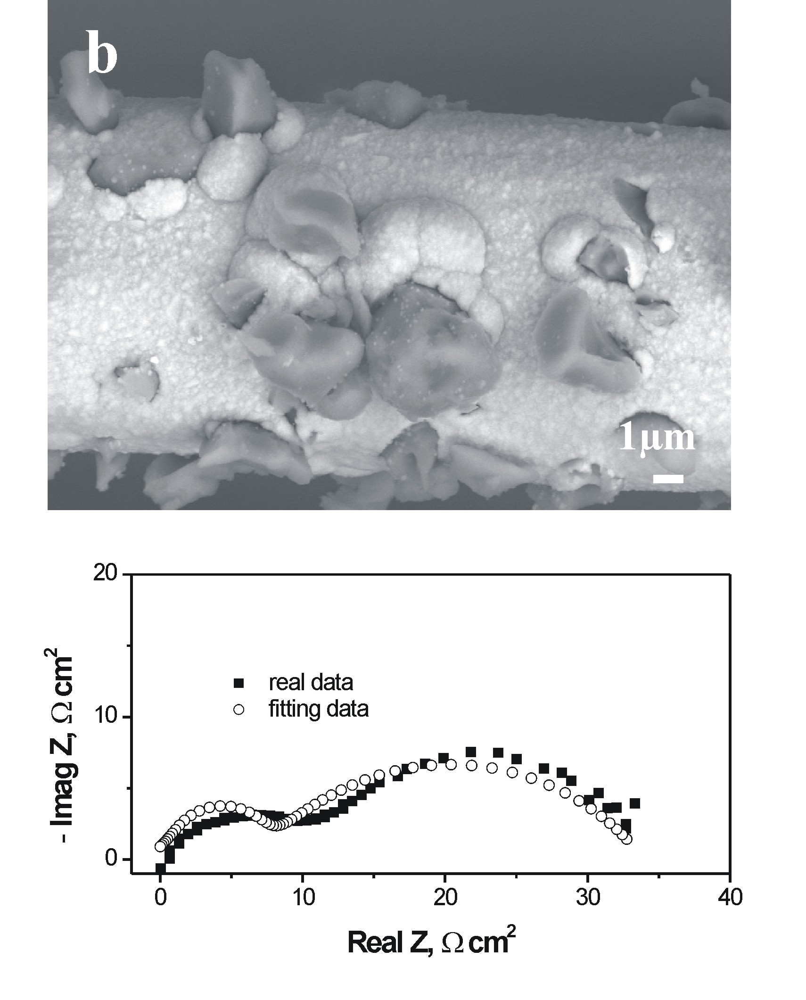 b
1μm
20
10
0
- Imag Z, Ω cm²
real data
fitting data
0 10 20 30 40
Real Z, Ω cm²